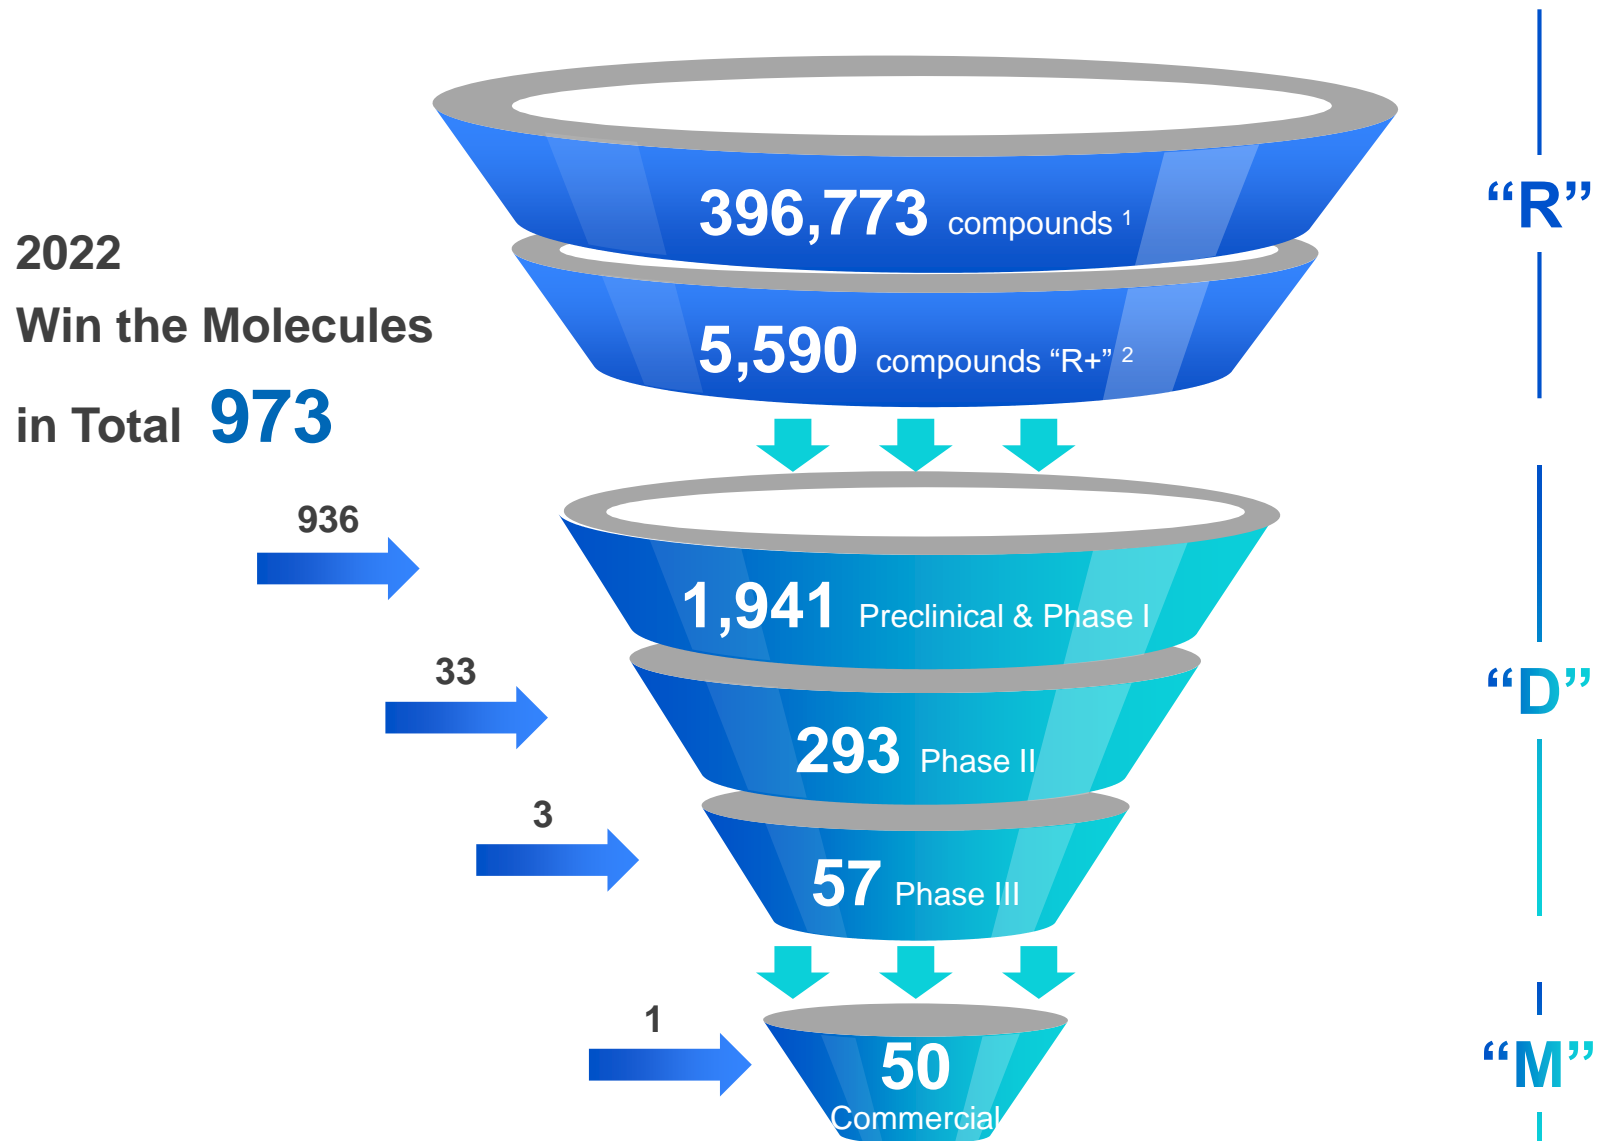 396,773 compounds 1
“R”
2022
Win the Molecules
in Total 973
5,590 compounds “R+” 2
936
1,941 Preclinical & Phase I
33
“D”
293 Phase II
3
57 Phase III
1
50
Commercial
“M”